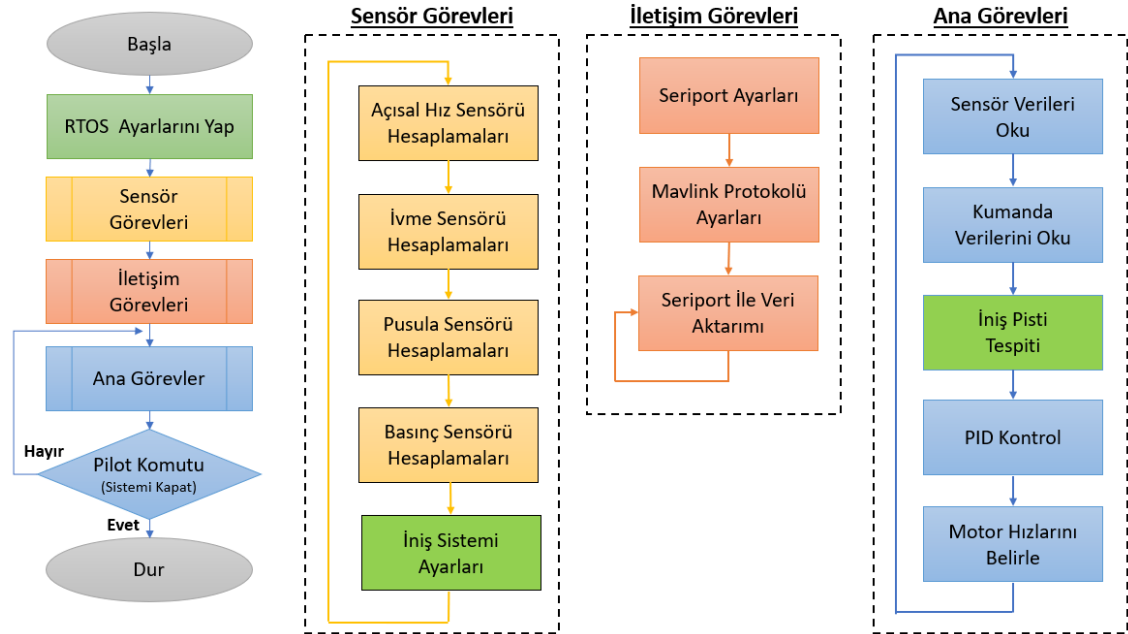 Başla
RTOS Ayarlarını Yap
Sensör
Görevleri
İletişim
Görevleri
Ana Görevler
Hayır
Pilot Komutu
(Sistemi Kapat)
Evet
Dur
Sensör Görevleri
Açısal Hız Sensörü
Hesaplamaları
İvme Sensörü
Hesaplamaları
Pusula Sensörü
Hesaplamaları
Basınç Sensörü
Hesaplamaları
İniş Sistemi
Ayarları
İletişim Görevleri
Seriport Ayarları
Mavlink Protokolü
Ayarları
Seriport İle Veri
Aktarımı
Ana Görevleri
Sensör Verileri
Oku
Kumanda
Verilerini Oku
İniş Pisti
Tespiti
PID Kontrol
Motor Hızlarını
Belirle